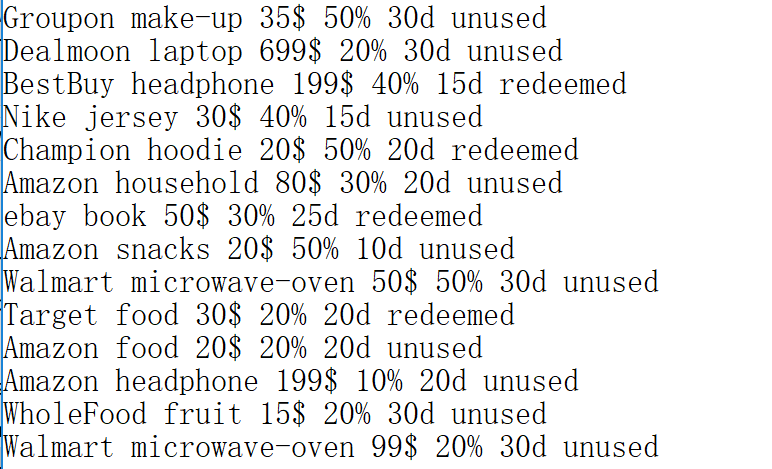 Groupon make-up 35$ 50% 30d unused
Dealmoon laptop 699$ 20% 30d unused
BestBuy headphone 199$ 40% 15d redeemed
Nike jersey 30$ 40% 15d unused
Champion hoodie 20$ 50% 20d redeemed
Amazon household 80$ 30% 20d unused
ebay book 50$ 30% 25d redeemed
Amazon snacks 20$ 50% 10d unused
Walmart microwave-oven 50$ 50% 30d unused
Target food 30$ 20% 20d redeemed
Amazon food 20$ 20% 20d unused
Amazon headphone 199$ 10% 20d unused
WholeFood fruit 15$ 20% 30d unused
Walmart microwave-oven 99$ 20% 30d unused